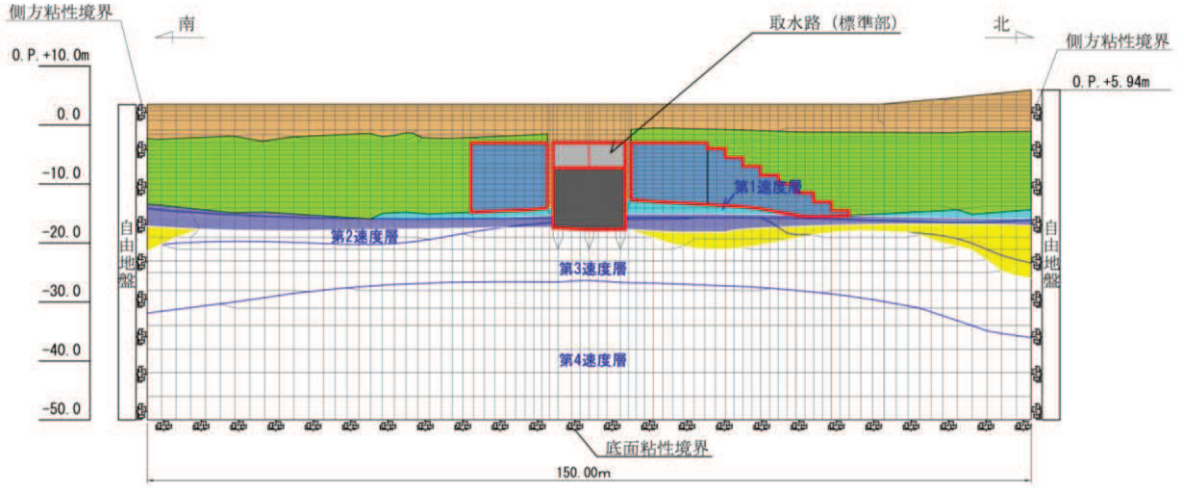 側方粘性境界
南
取水路 (標準部)
北
側方粘性境界
O.P.+10.0m
O.P.+5.94m
0.0
-10.0
-20.0
-30.0
-40.0
-50.0
自由地盤
第1速度層
第2速度層
第3速度層
第4速度層
自由地盤
底面粘性境界
150.00m